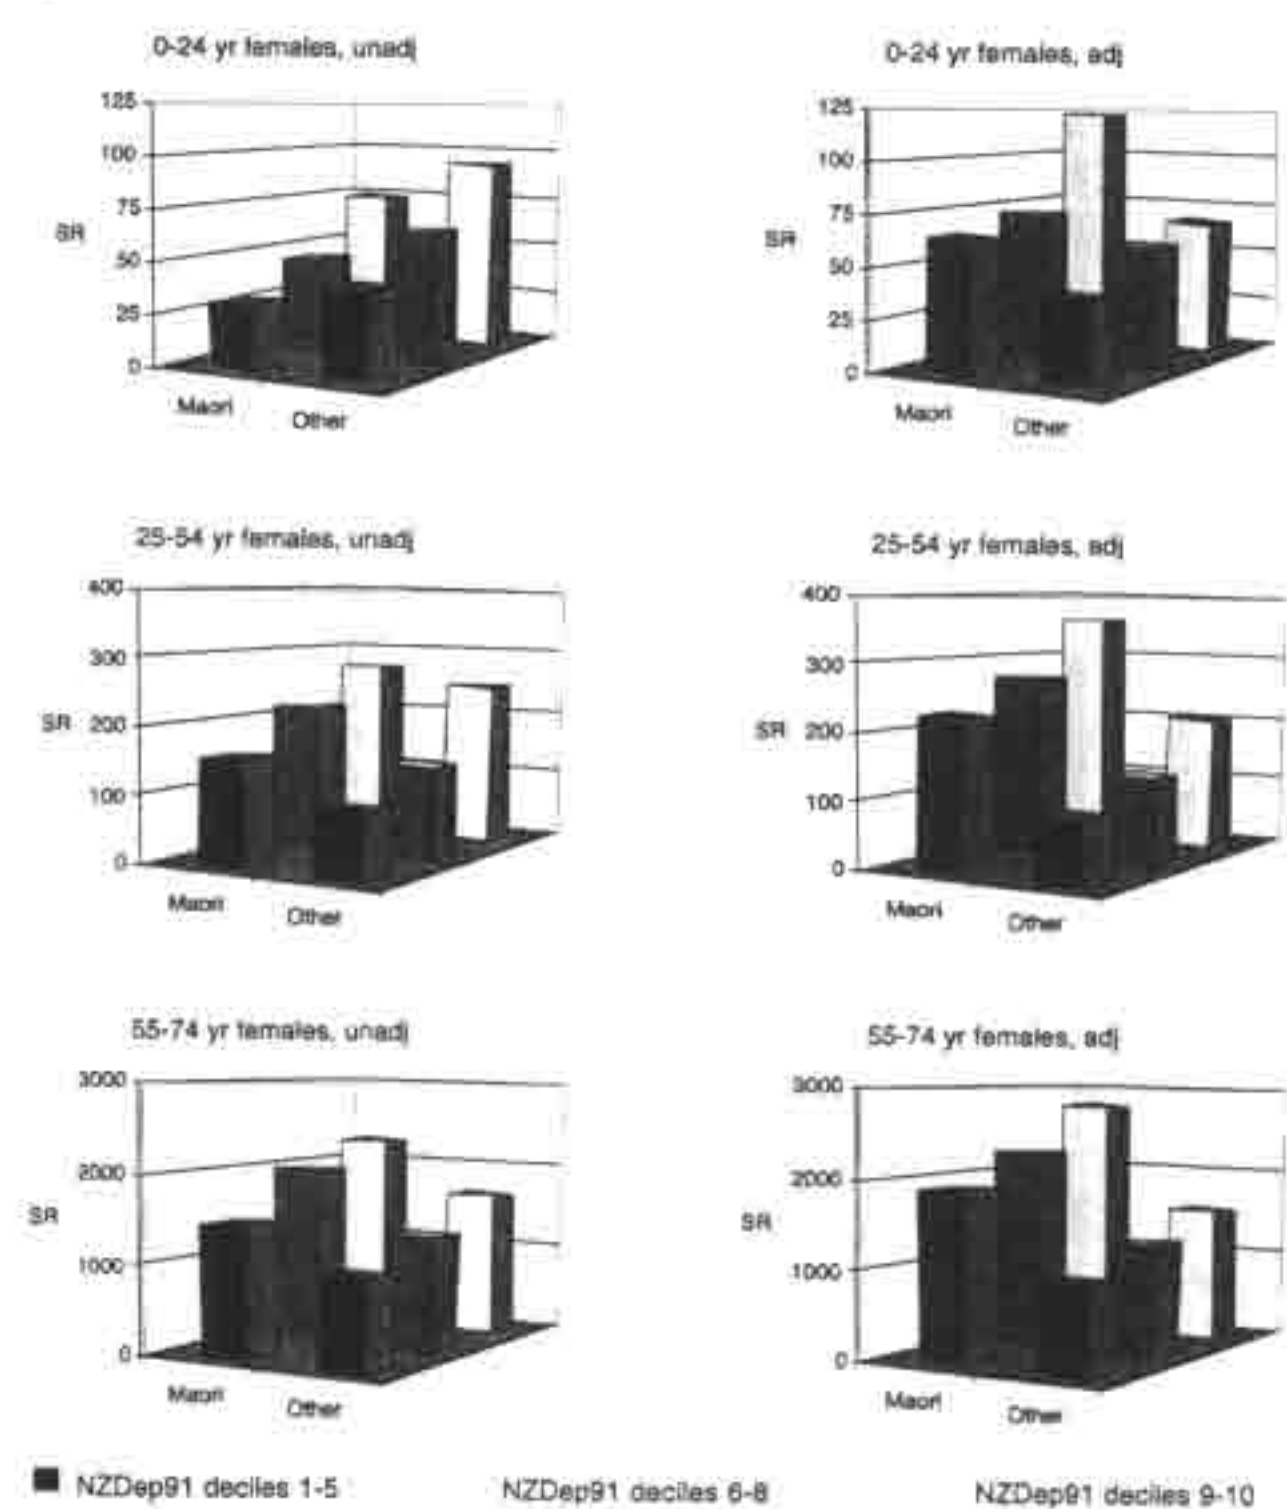 0-24 yr females, unadj
0-24 yr females, adj
125
100
75
50
25
0
SR
Maori
Other
125
100
75
50
25
0
SR
Maori
Other
25-54 yr females, unadj
25-54 yr females, adj
400
300
200
100
0
SR
Maori
Other
400
300
200
100
0
SR
Maori
Other
55-74 yr females, unadj
55-74 yr females, adj
3000
2000
1000
0
SR
Maori
Other
3000
2000
1000
0
SR
Maori
Other
NZDep91 deciles 1-5
NZDep91 deciles 6-8
NZDep91 deciles 9-10